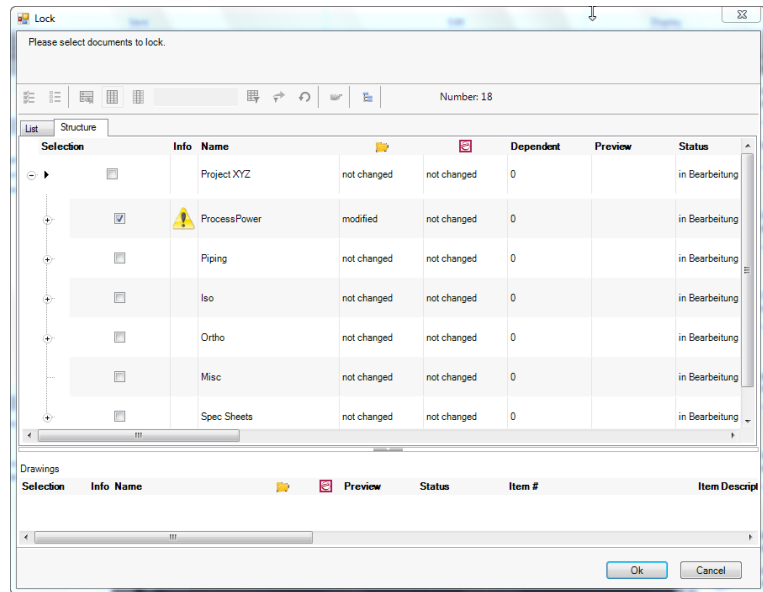 Lock
Please select documents to lock.
Number: 18
List Structure
Selection Info Name Dependent Preview Status
Project XYZ not changed not changed 0 in Bearbeitung
ProcessPower modified not changed 0 in Bearbeitung
Piping not changed not changed 0 in Bearbeitung
Iso not changed not changed 0 in Bearbeitung
Ortho not changed not changed 0 in Bearbeitung
Misc not changed not changed 0 in Bearbeitung
Spec Sheets not changed not changed 0 in Bearbeitung
Drawings
Selection Info Name Preview Status Item # Item Descript
Ok Cancel